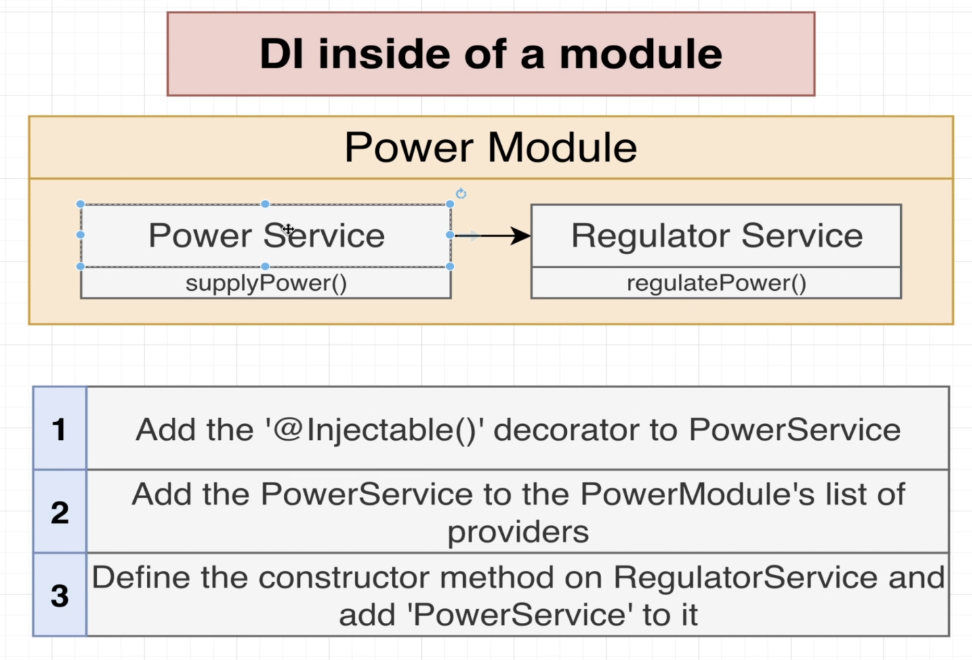 DI inside of a module
Power Module
Power Service
supplyPower()
Regulator Service
regulatePower()
1
Add the '@Injectable()' decorator to PowerService
2
Add the PowerService to the PowerModule's list of
providers
3
Define the constructor method on RegulatorService and
add 'PowerService' to it